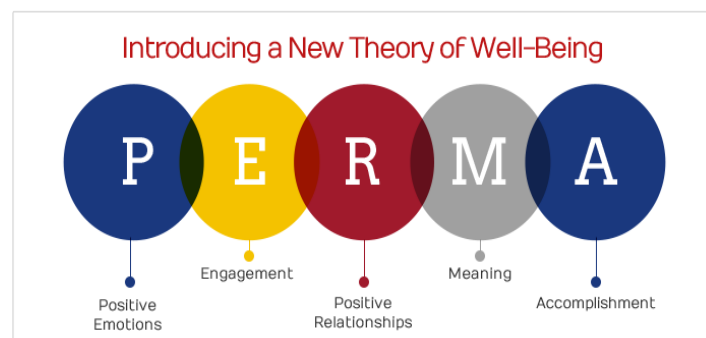 Introducing a New Theory of Well-Being
P E R M A
Positive
Emotions
Engagement
Positive
Relationships
Meaning
Accomplishment